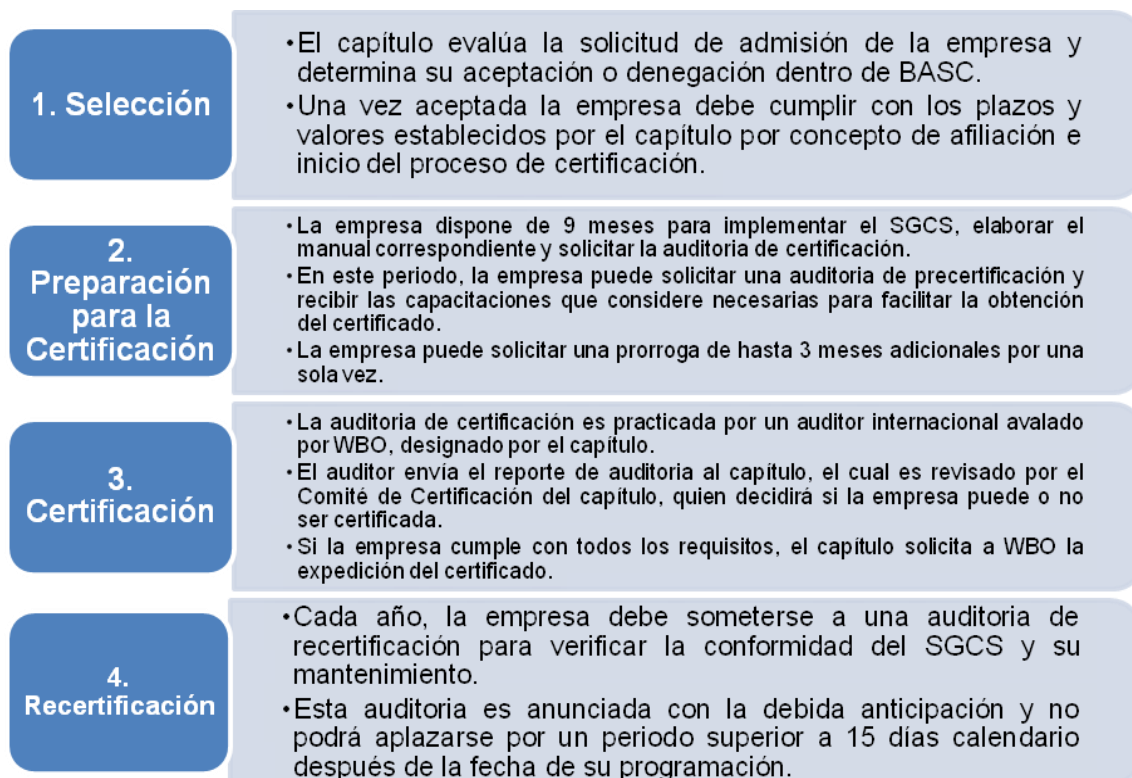 1. Selección
•El capítulo evalúa la solicitud de admisión de la empresa y
determina su aceptación o denegación dentro de BASC.
•Una vez aceptada la empresa debe cumplir con los plazos y
valores establecidos por el capítulo por concepto de afiliación e
inicio del proceso de certificación.
2.
Preparación
para la
Certificación
•La empresa dispone de 9 meses para implementar el SGCS, elaborar el
manual correspondiente y solicitar la auditoria de certificación.
•En este periodo, la empresa puede solicitar una auditoria de precertificación y
recibir las capacitaciones que considere necesarias para facilitar la obtención
del certificado.
•La empresa puede solicitar una prorroga de hasta 3 meses adicionales por una
sola vez.
3.
Certificación
•La auditoria de certificación es practicada por un auditor internacional avalado
por WBO, designado por el capítulo.
•El auditor envía el reporte de auditoria al capítulo, el cual es revisado por el
Comité de Certificación del capítulo, quien decidirá si la empresa puede o no
ser certificada.
•Si la empresa cumple con todos los requisitos, el capítulo solicita a WBO la
expedición del certificado.
4.
Recertificación
•Cada año, la empresa debe someterse a una auditoria de
recertificación para verificar la conformidad del SGCS y su
mantenimiento.
•Esta auditoria es anunciada con la debida anticipación y no
podrá aplazarse por un periodo superior a 15 días calendario
después de la fecha de su programación.